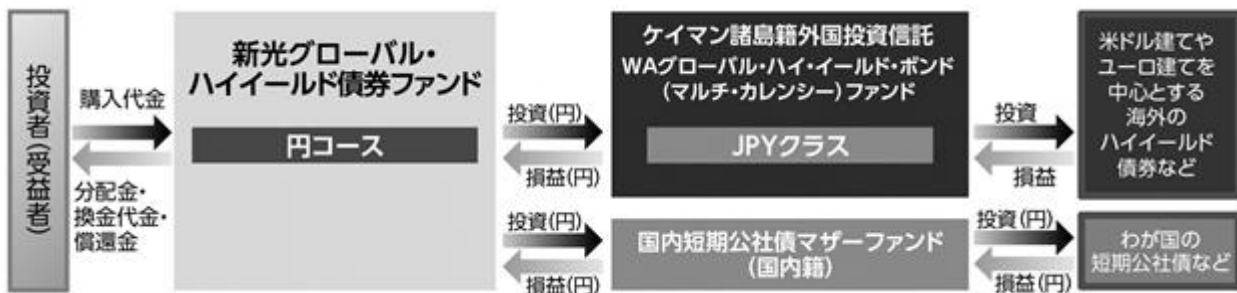 投資者（受益者）
購入代金
分配金・
換金代金・
償還金
新光グローバル・
ハイイールド債券ファンド
円コース
投資（円）
損益（円）
投資（円）
損益（円）
ケイマン諸島籍外国投資信託
WAグローバル・ハイ・イールド・ボンド
（マルチ・カレンシー）ファンド
JPYクラス
国内短期公社債マザーファンド
（国内籍）
投資
損益
投資（円）
損益（円）
米ドル建てや
ユーロ建てを
中心とする
海外の
ハイイールド
債券など
わが国の
短期公社債など